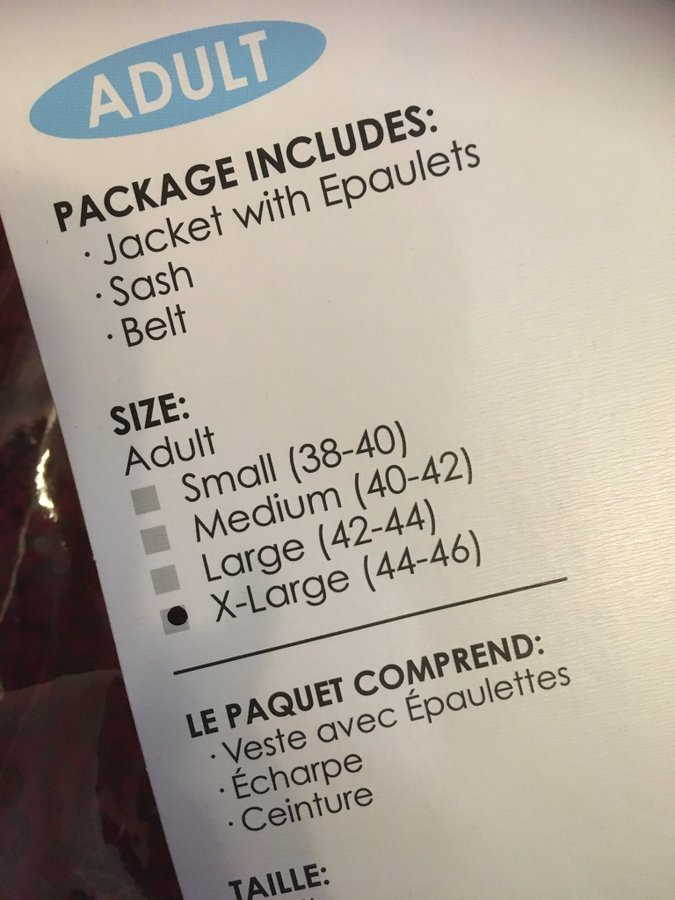 ADULT
PACKAGE INCLUDES:
· Jacket with Epaulets
· Sash
· Belt
SIZE:
Adult
Small (38-40)
Medium (40-42)
Large (42-44)
X-Large (44-46)
LE PAQUET COMPREND:
· Veste avec Épaulettes
· Écharpe
· Ceinture
TAILLE: